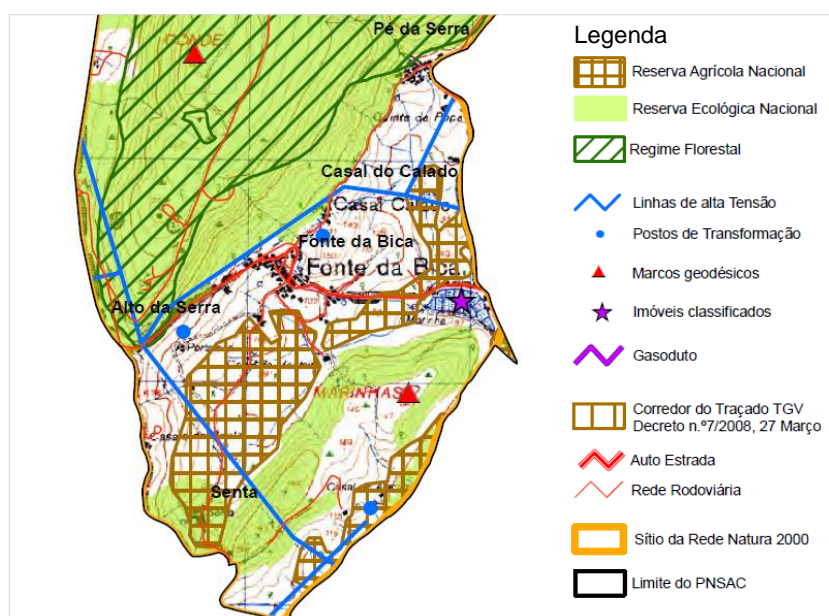 Pé da Serra
CONDE
Quinta da Poça
Casal do Calado
Fonte da Bica
Fonte da Bica
Alto da Serra
MARINHAS
Senta
Legenda
Reserva Agrícola Nacional
Reserva Ecológica Nacional
Regime Florestal
Linhas de alta Tensão
Postos de Transformação
Marcos geodésicos
Imóveis classificados
Gasoduto
Corredor do Traçado TGV
Decreto n.º7/2008, 27 Março
Auto Estrada
Rede Rodoviária
Sítio da Rede Natura 2000
Limite do PNSAC